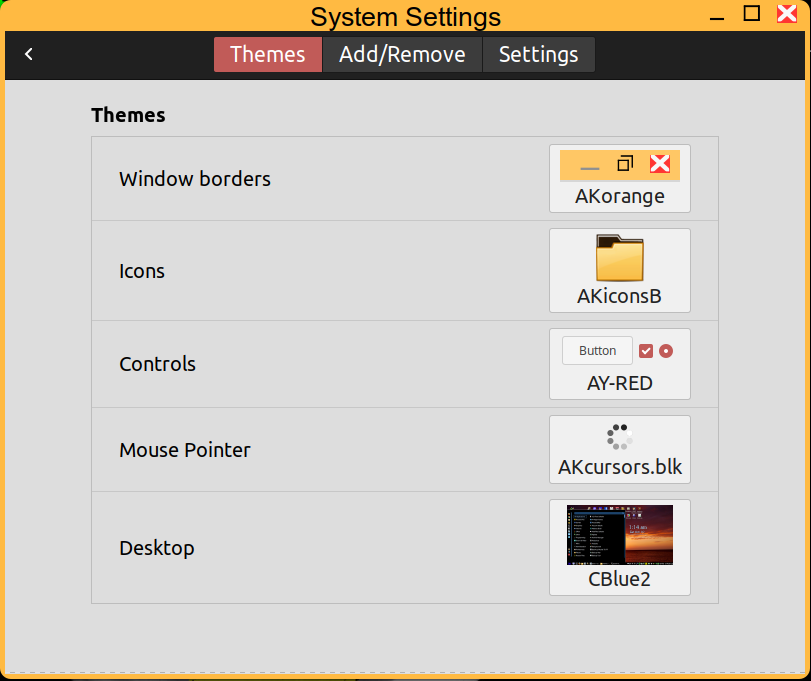 System Settings
Themes
Add/Remove
Settings
Themes
Window borders
AKorange
Icons
AKiconsB
Controls
Button
AY-RED
Mouse Pointer
AKcursors.blk
Desktop
CBlue2